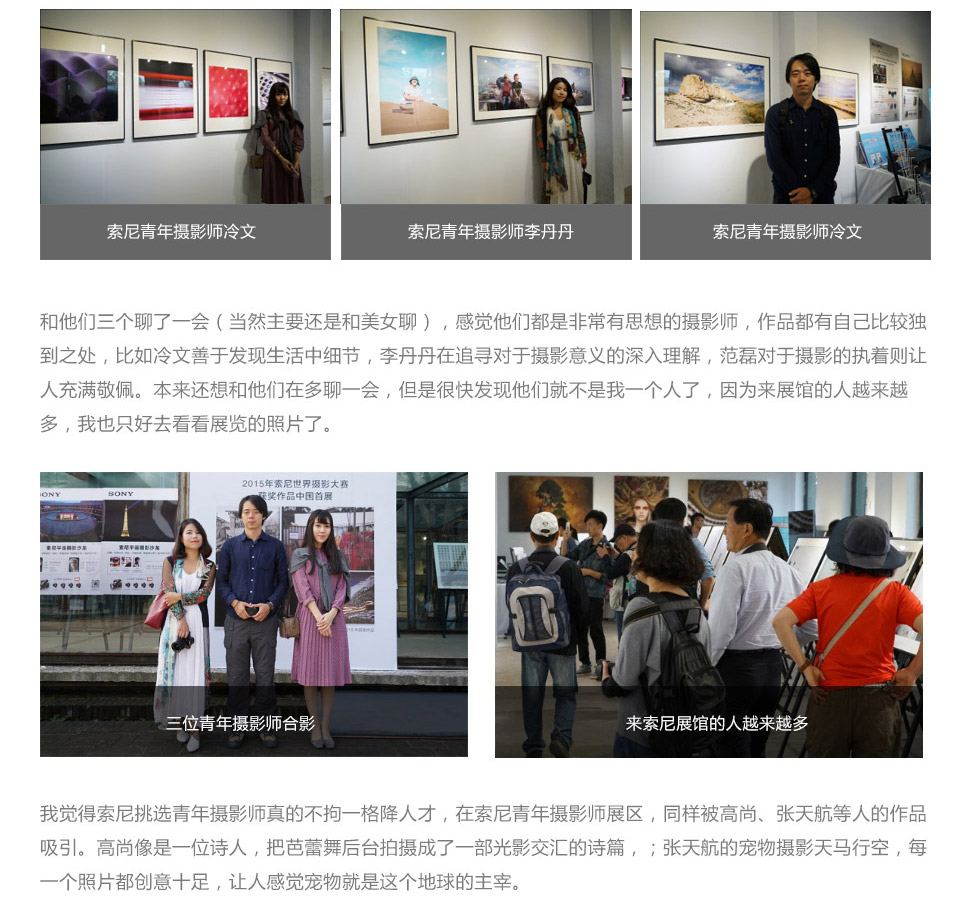 索尼青年摄影师冷文
索尼青年摄影师李丹丹
索尼青年摄影师冷文
和他们三个聊了一会（当然主要还是和美女聊），感觉他们都是非常有思想的摄影师，作品都有自己比较独
到之处，比如冷文善于发现生活中细节，李丹丹在追寻对于摄影意义的深入理解，范磊对于摄影的执着则让
人充满敬佩。本来还想和他们在多聊一会，但是很快发现他们就不是我一个人了，因为来展馆的人越来越
多，我也只好去看看展览的照片了。
2015年索尼世界摄影大赛
获奖作品中国首展
SONY
SONY
索尼平遥摄影沙龙
索尼平遥摄影沙龙
三位青年摄影师合影
来索尼展馆的人越来越多
我觉得索尼挑选青年摄影师真的不拘一格降人才，在索尼青年摄影师展区，同样被高尚、张天航等人的作品
吸引。高尚像是一位诗人，把芭蕾舞后台拍摄成了一部光影交汇的诗篇，；张天航的宠物摄影天马行空，每
一个照片都创意十足，让人感觉宠物就是这个地球的主宰。